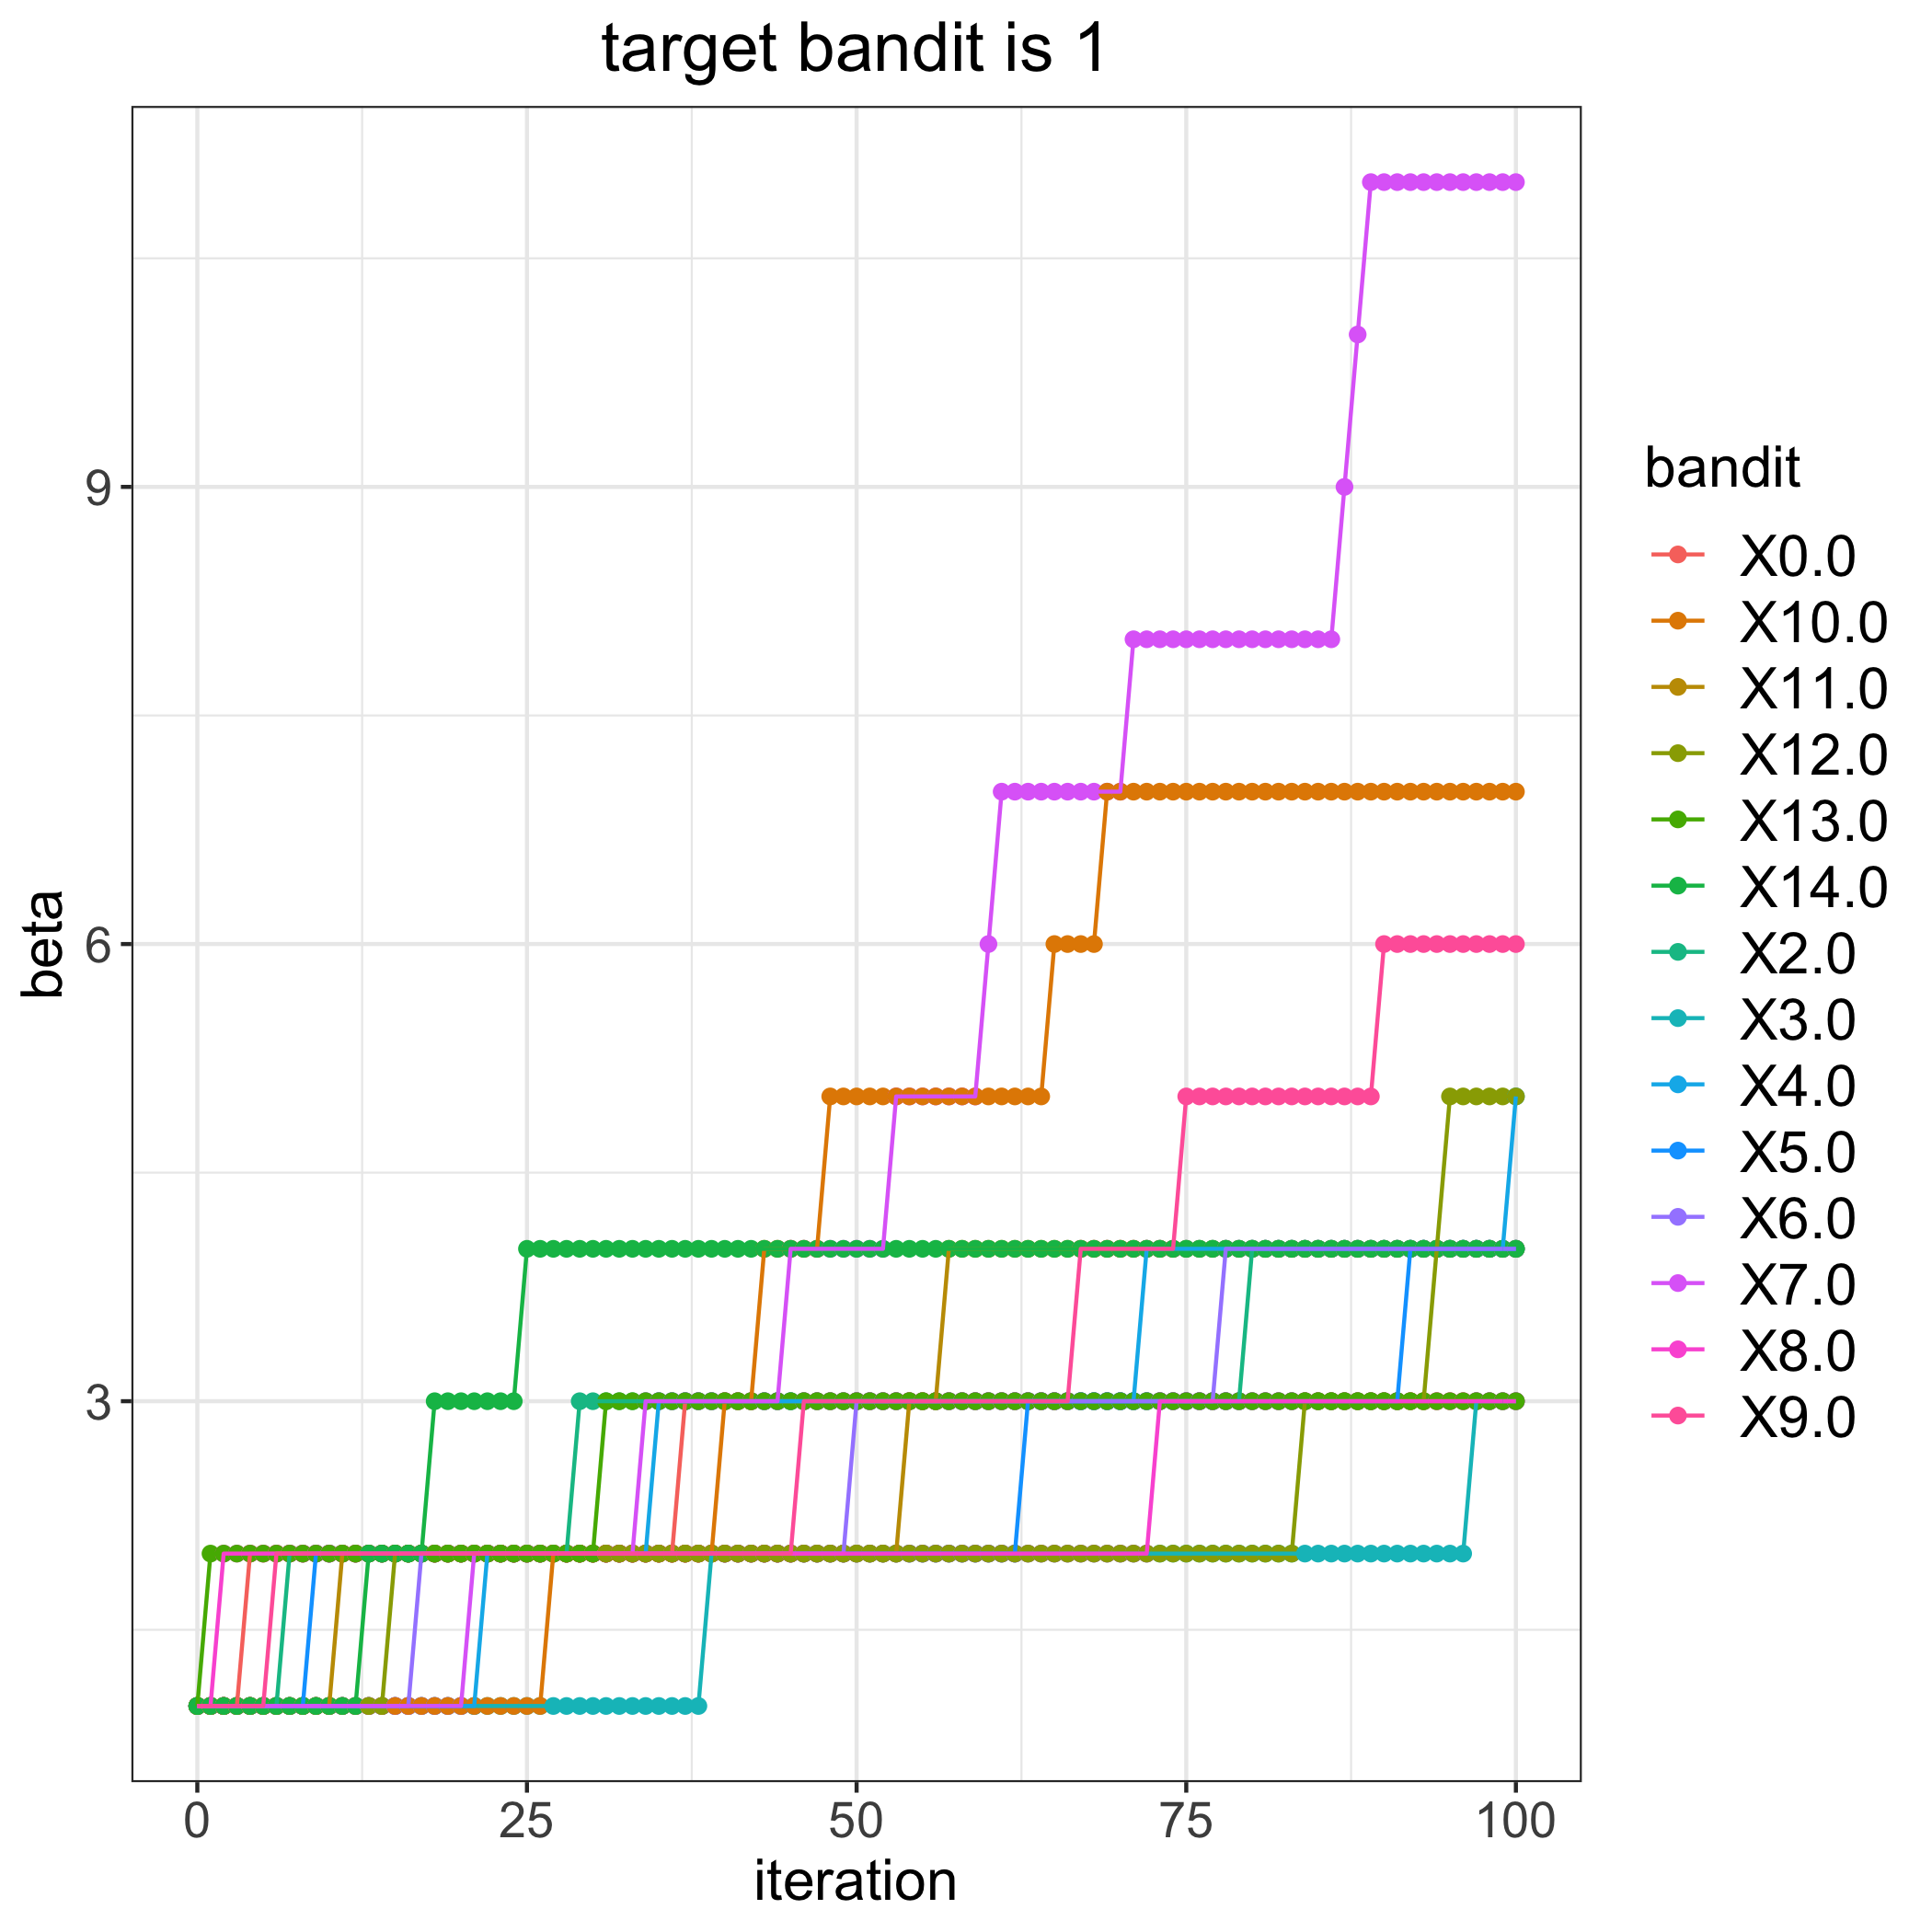 target bandit is 1
9
6
3
beta
0 25 50 75 100
iteration
bandit
X0.0
X10.0
X11.0
X12.0
X13.0
X14.0
X2.0
X3.0
X4.0
X5.0
X6.0
X7.0
X8.0
X9.0